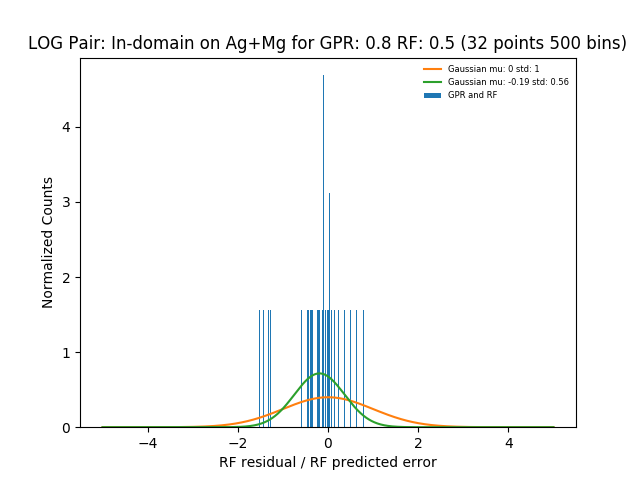 LOG Pair: In-domain on Ag+Mg for GPR: 0.8 RF: 0.5 (32 points 500 bins)
Gaussian mu: 0 std: 1
Gaussian mu: -0.19 std: 0.56
GPR and RF
Normalized Counts
4
3
2
1
0
−4 −2 0 2 4
RF residual / RF predicted error